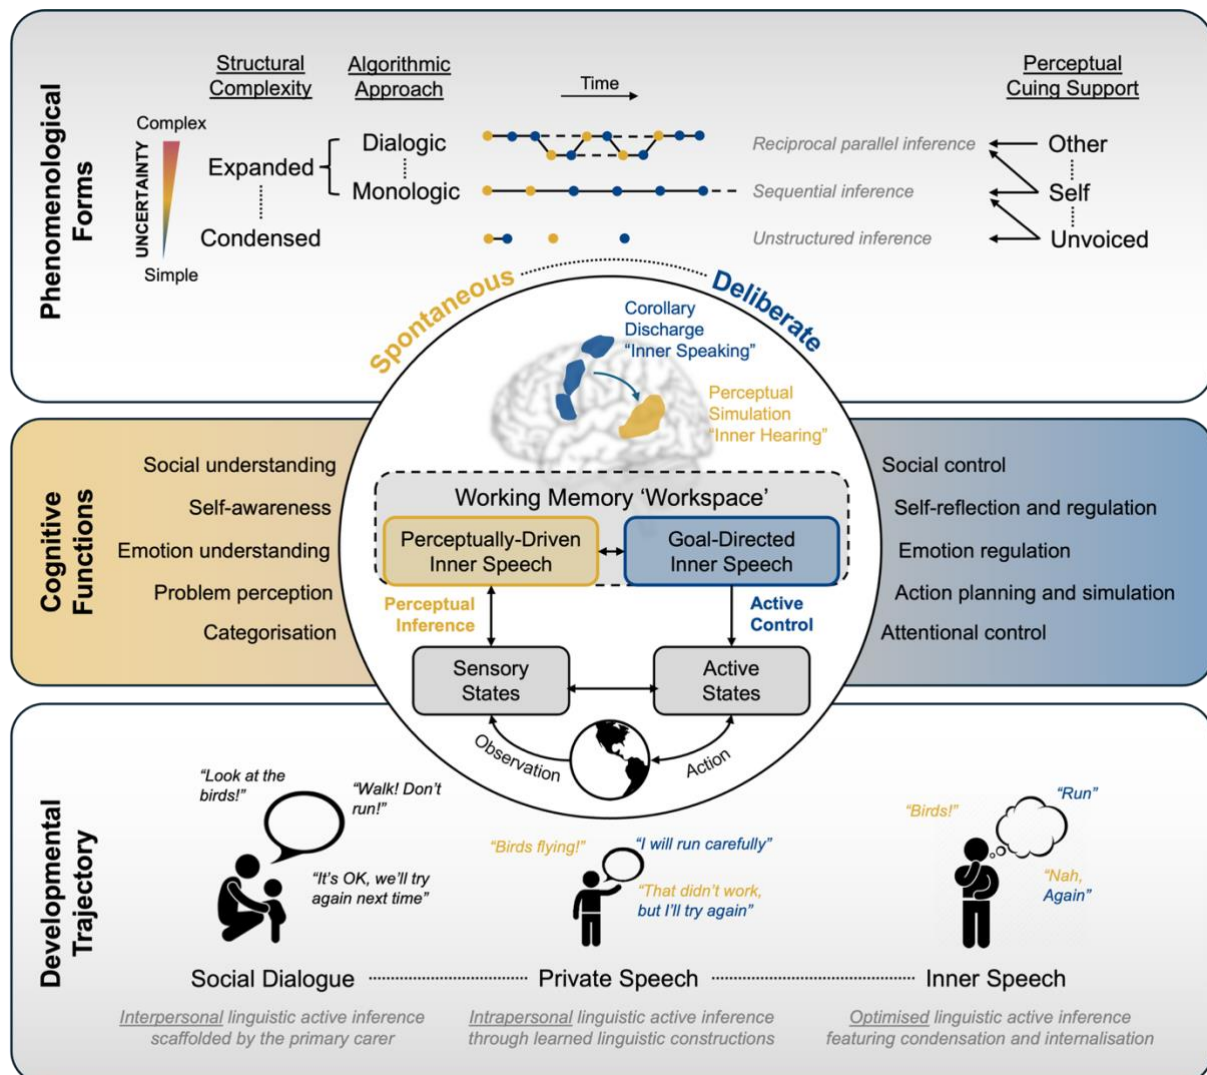 Phenomenological
Forms
Structural
Complexity
Algorithmic
Approach
Time
Perceptual
Cuing Support
UNCERTAINTY
Complex
Simple
Expanded
Condensed
Dialogic
Monologic
Reciprocal parallel inference
Sequential inference
Unstructured inference
Other
Self
Unvoiced
Spontaneous
Deliberate
Corollary
Discharge
“Inner Speaking”
Perceptual
Simulation
“Inner Hearing”
Cognitive
Functions
Social understanding
Self-awareness
Emotion understanding
Problem perception
Categorisation
Working Memory ‘Workspace’
Perceptually-Driven
Inner Speech
Goal-Directed
Inner Speech
Perceptual
Inference
Active
Control
Sensory
States
Active
States
Observation
Action
Social control
Self-reflection and regulation
Emotion regulation
Action planning and simulation
Attentional control
Developmental
Trajectory
“Look at the
birds!”
“Walk! Don’t
run!”
“It’s OK, we’ll try
again next time”
Social Dialogue
Interpersonal linguistic active inference
scaffolded by the primary carer
“Birds flying!”
“I will run carefully”
“That didn’t work,
but I’ll try again”
Private Speech
Intrapersonal linguistic active inference
through learned linguistic constructions
“Birds!”
“Run”
“Nah,
Again”
Inner Speech
Optimised linguistic active inference
featuring condensation and internalisation